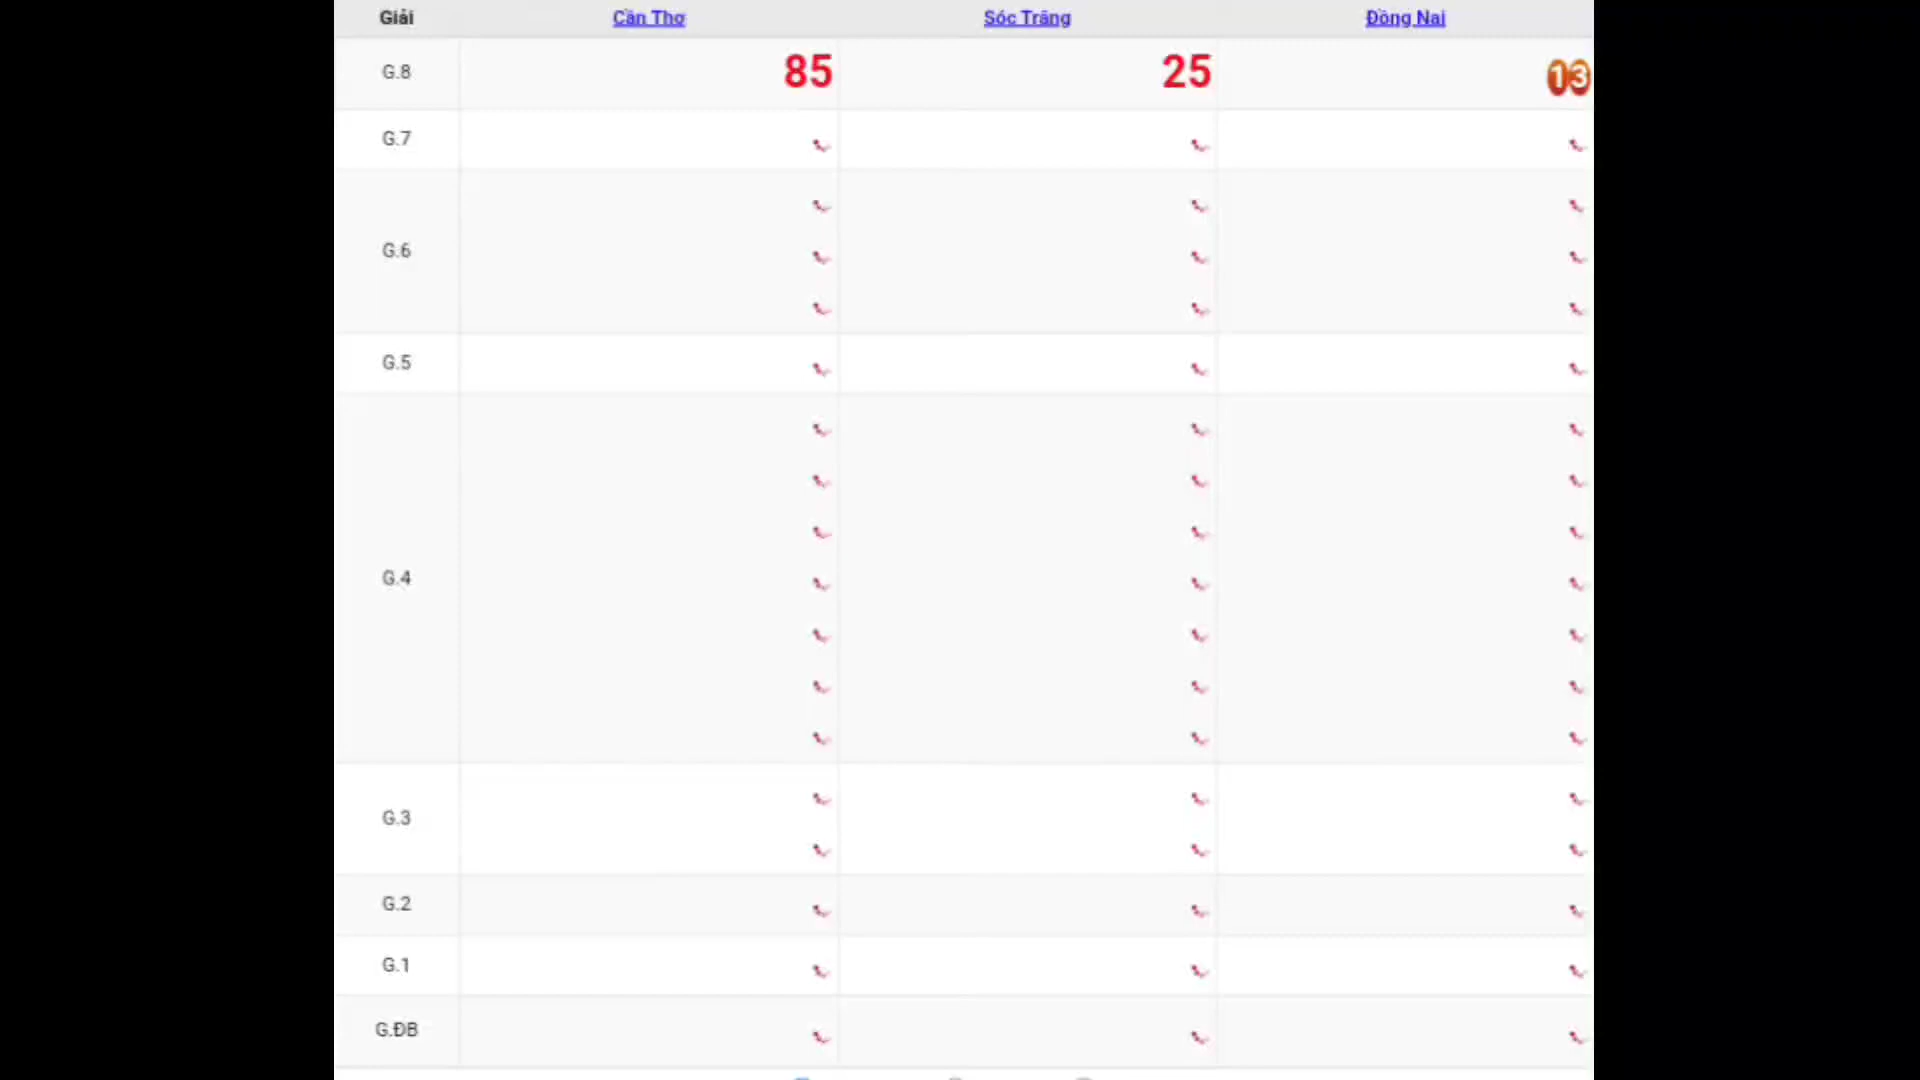 Giải Cần Thơ Sóc Trăng Đồng Nai
G.8 85 25 13
G.7
G.6
G.5
G.4
G.3
G.2
G.1
G.ĐB